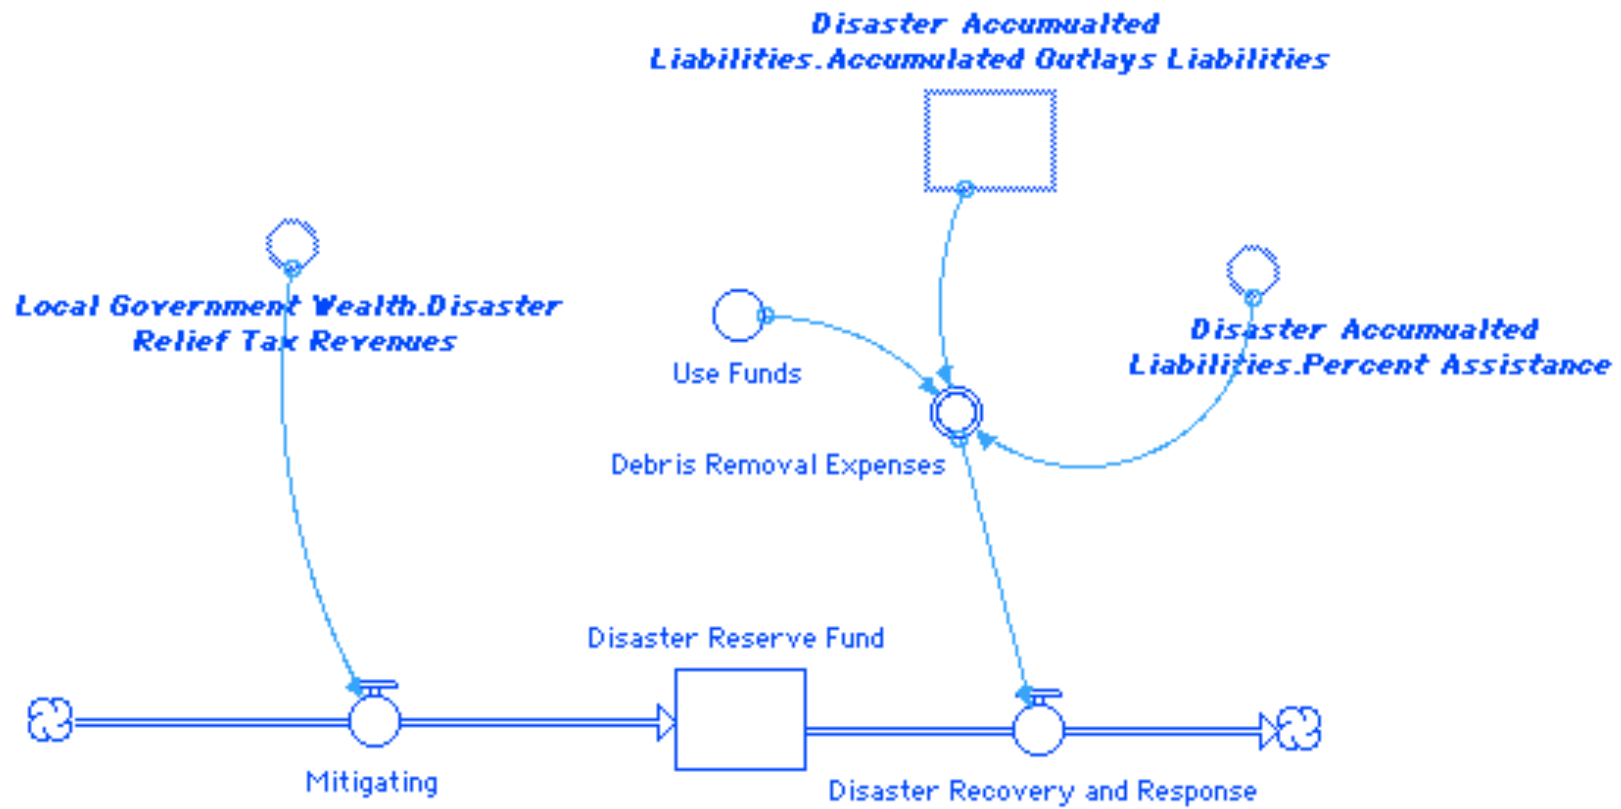 Disaster Accumualted
Liabilities.Accumulated Outlays Liabilities
Local Government Wealth.Disaster
Relief Tax Revenues
Disaster Accumualted
Liabilities.Percent Assistance
Use Funds
Debris Removal Expenses
Disaster Reserve Fund
Mitigating
Disaster Recovery and Response